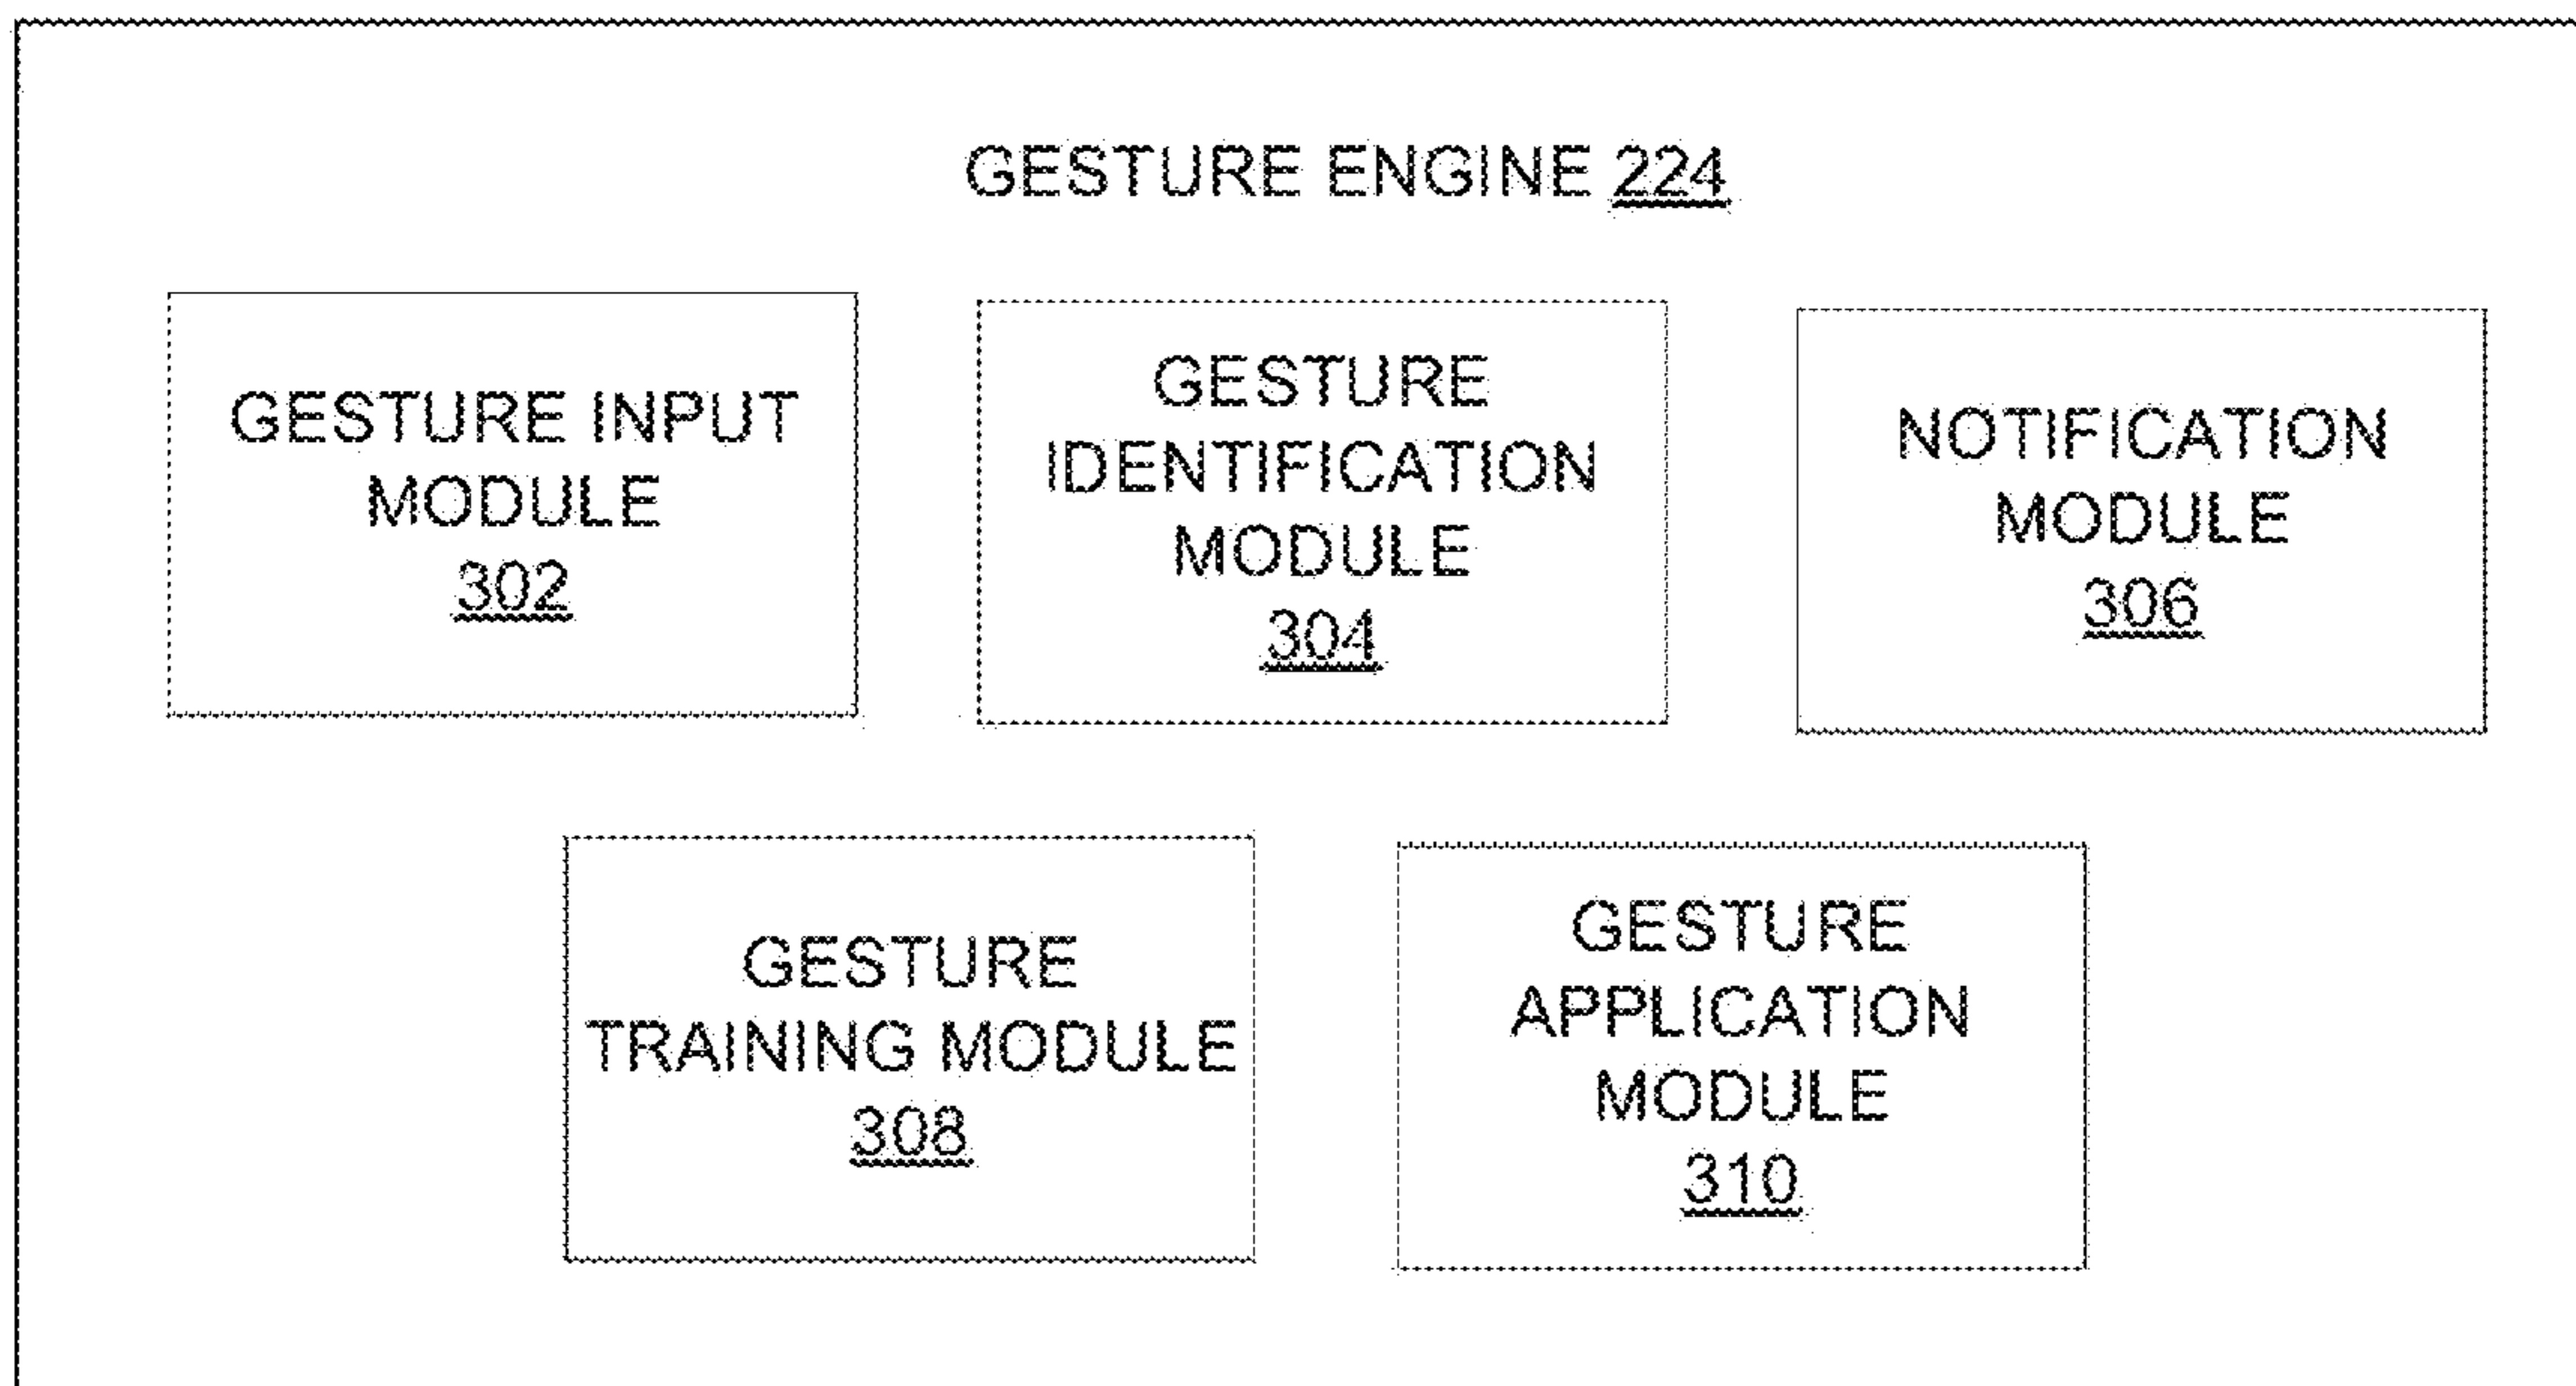 GESTURE ENGINE 224
GESTURE INPUT
MODULE
302
GESTURE
IDENTIFICATION
MODULE
304
NOTIFICATION
MODULE
306
GESTURE
TRAINING MODULE
308
GESTURE
APPLICATION
MODULE
310